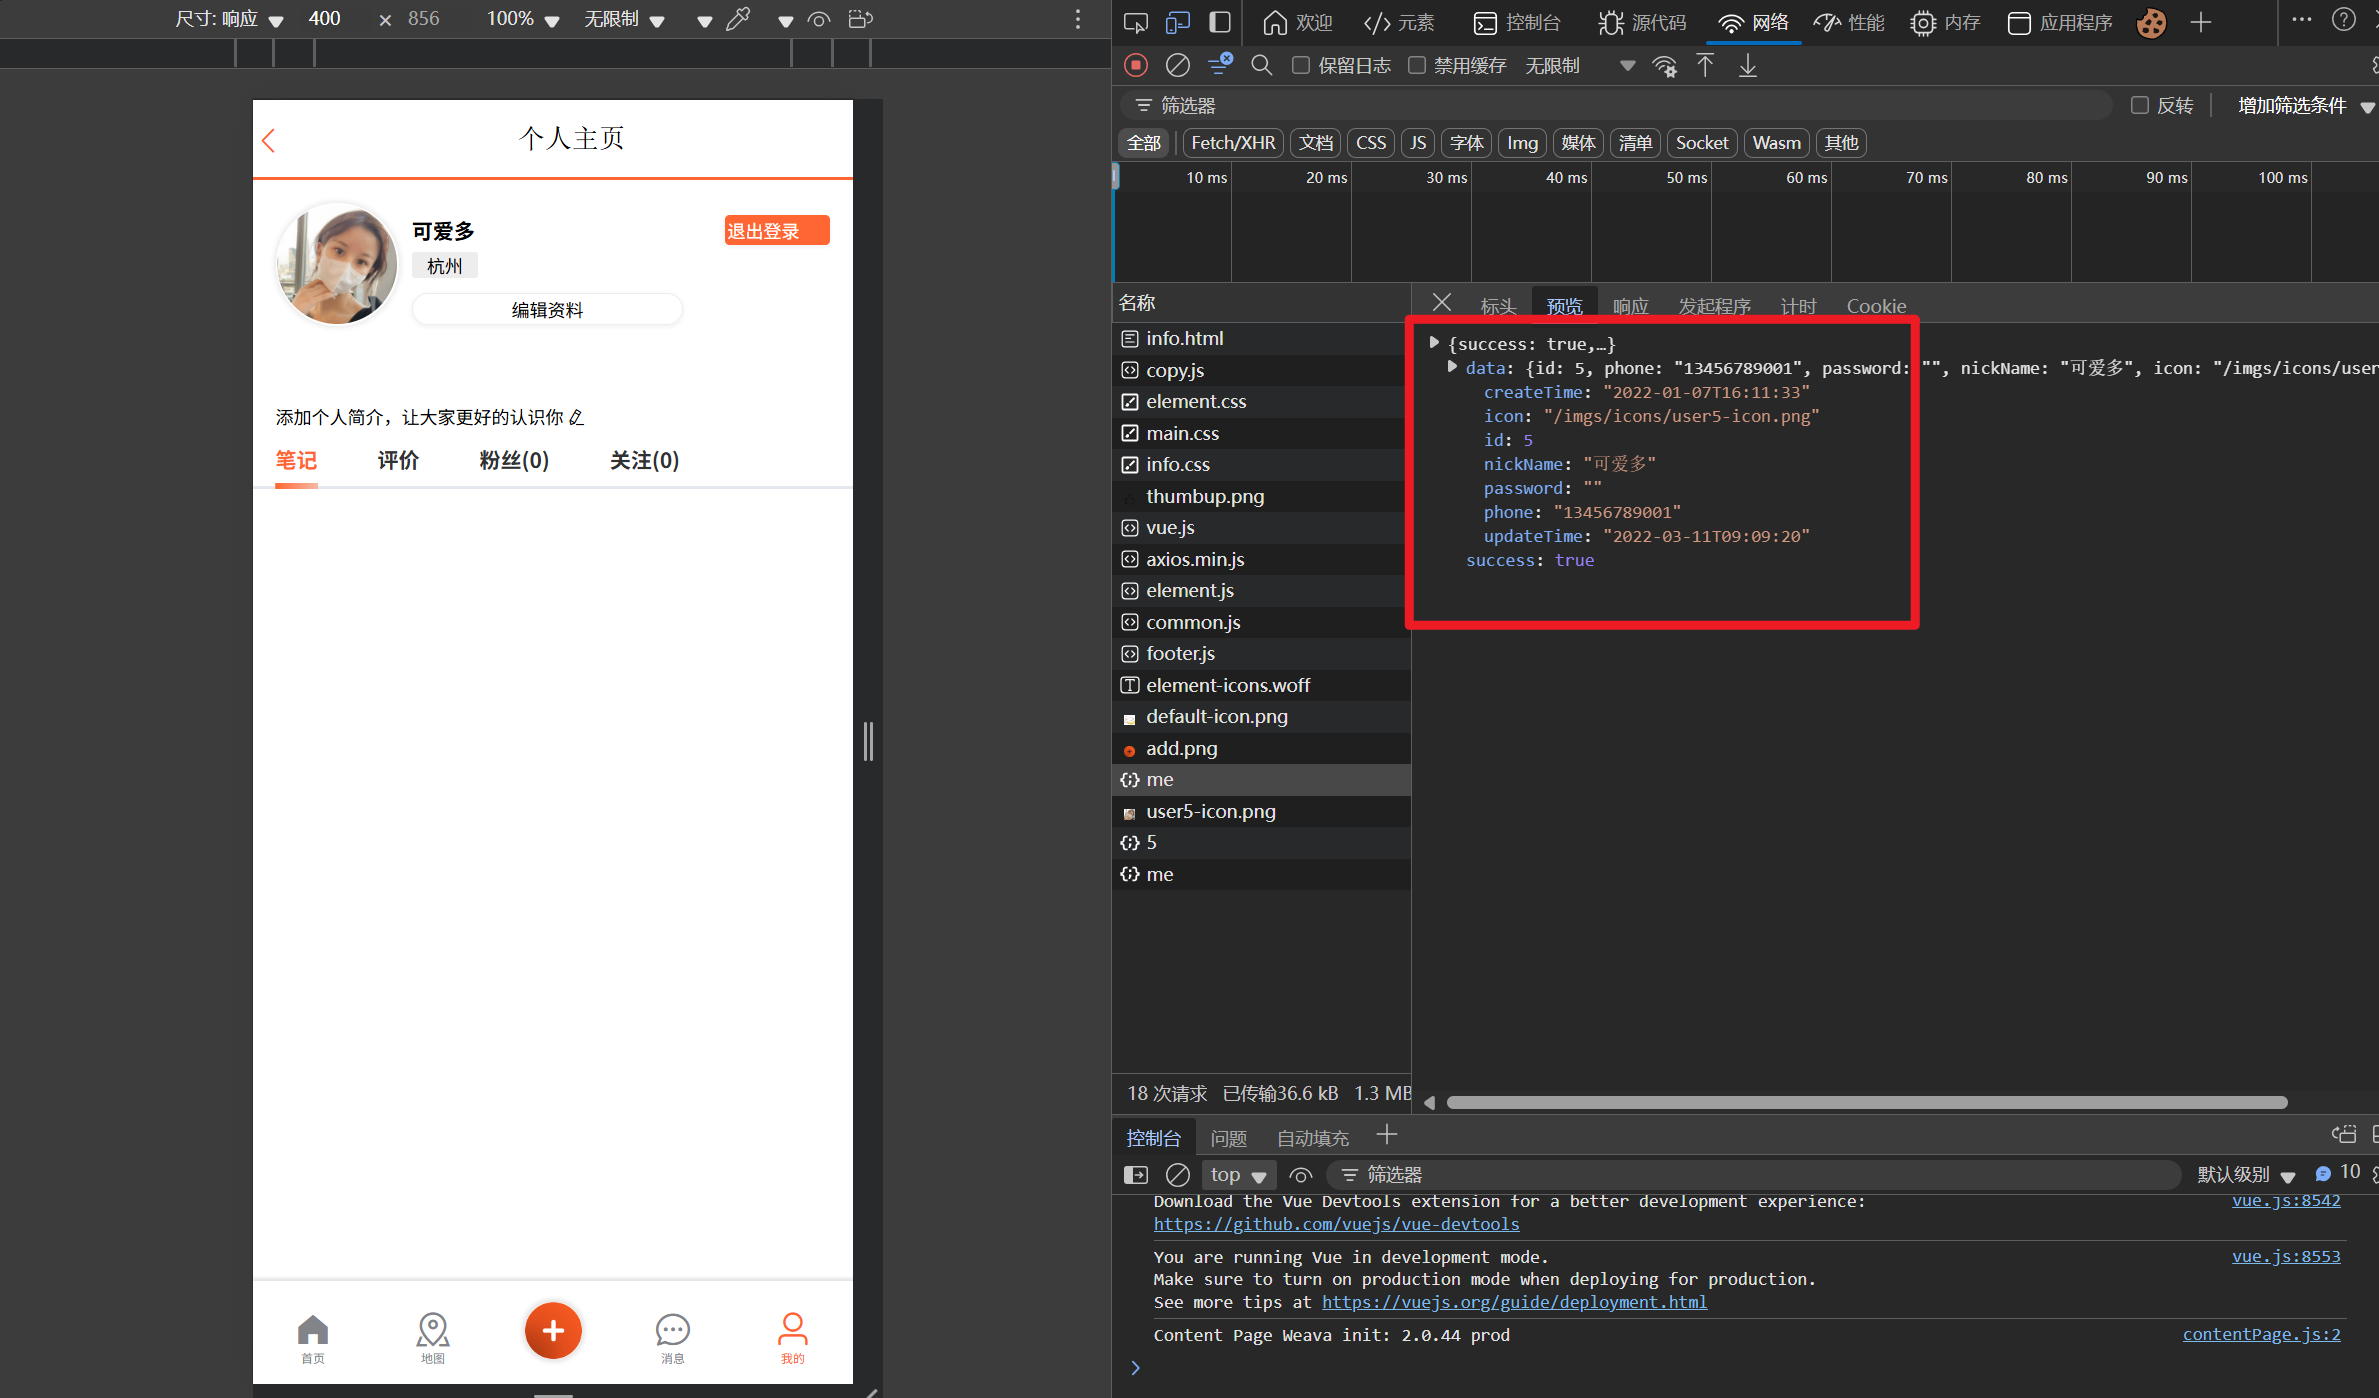 尺寸: 响应 400 × 856 100% 无限制
个人主页
可爱多
退出登录
杭州
编辑资料
添加个人简介，让大家更好的认识你
笔记 评价 粉丝(0) 关注(0)
首页 地图 消息 我的
欢迎 元素 控制台 源代码 网络 性能 内存 应用程序
保留日志 禁用缓存 无限制
筛选器 反转 增加筛选条件
全部 Fetch/XHR 文档 CSS JS 字体 Img 媒体 清单 Socket Wasm 其他
10 ms 20 ms 30 ms 40 ms 50 ms 60 ms 70 ms 80 ms 90 ms 100 ms
名称
info.html
copy.js
element.css
main.css
info.css
thumbup.png
vue.js
axios.min.js
element.js
common.js
footer.js
element-icons.woff
default-icon.png
add.png
me
user5-icon.png
5
me
18 次请求 已传输36.6 kB 1.3 MB
标头 预览 响应 发起程序 计时 Cookie
{success: true,…}
data: {id: 5, phone: "13456789001", password: "", nickName: "可爱多", icon: "/imgs/icons/user
createTime: "2022-01-07T16:11:33"
icon: "/imgs/icons/user5-icon.png"
id: 5
nickName: "可爱多"
password: ""
phone: "13456789001"
updateTime: "2022-03-11T09:09:20"
success: true
控制台 问题 自动填充
top 筛选器 默认级别 10
Download the Vue Devtools extension for a better development experience: vue.js:8542
https://github.com/vuejs/vue-devtools
You are running Vue in development mode. vue.js:8553
Make sure to turn on production mode when deploying for production.
See more tips at https://vuejs.org/guide/deployment.html
Content Page Weava init: 2.0.44 prod contentPage.js:2